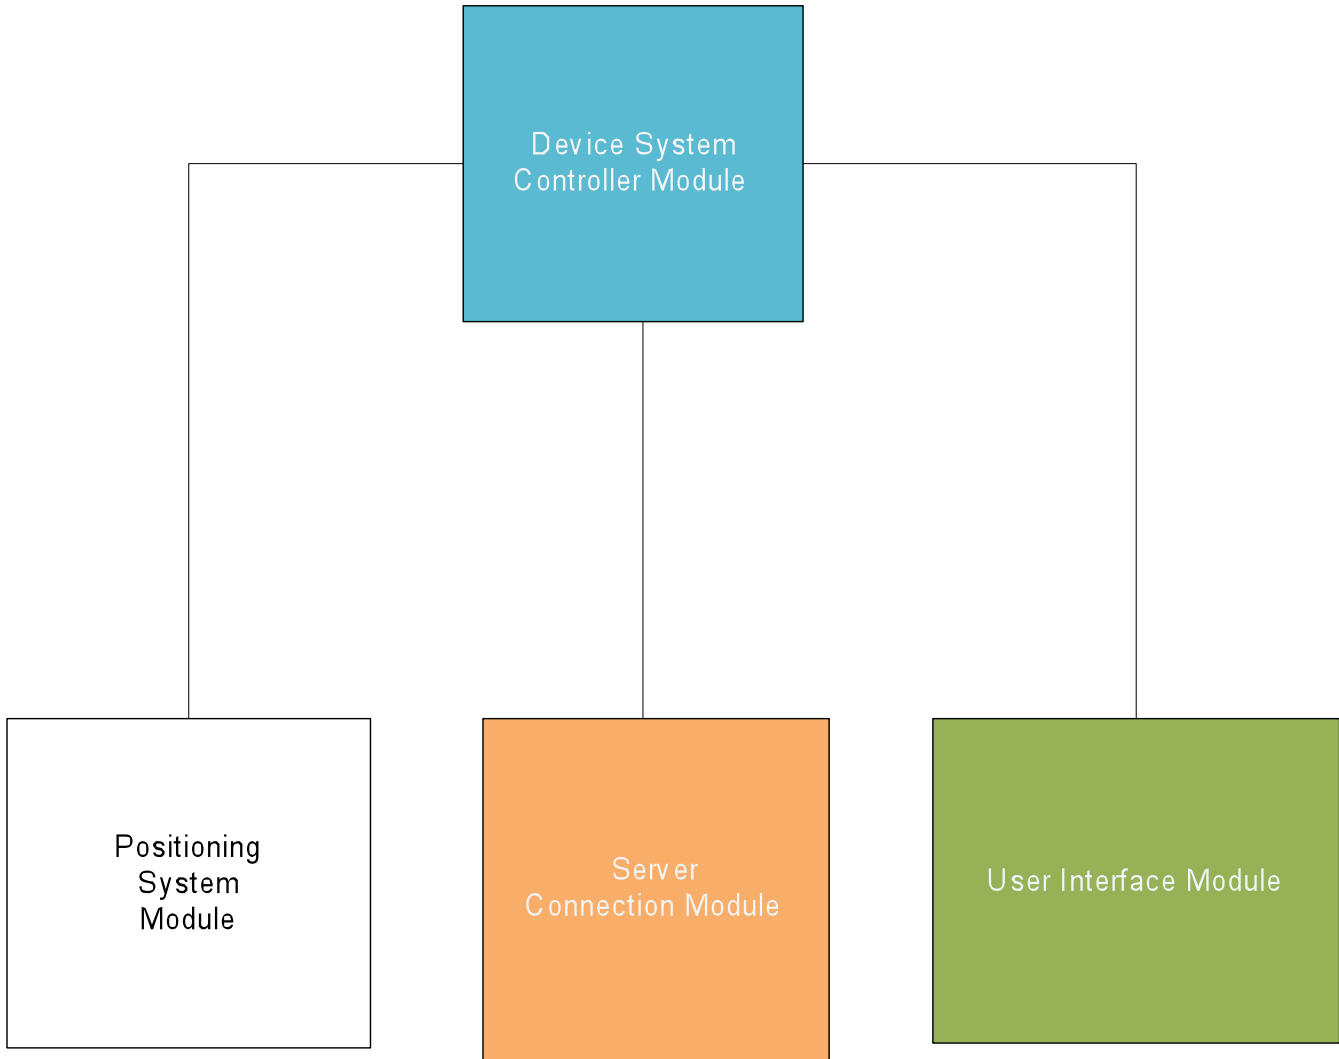 Device System
Controller Module
Positioning
System
Module
Server
Connection Module
User Interface Module